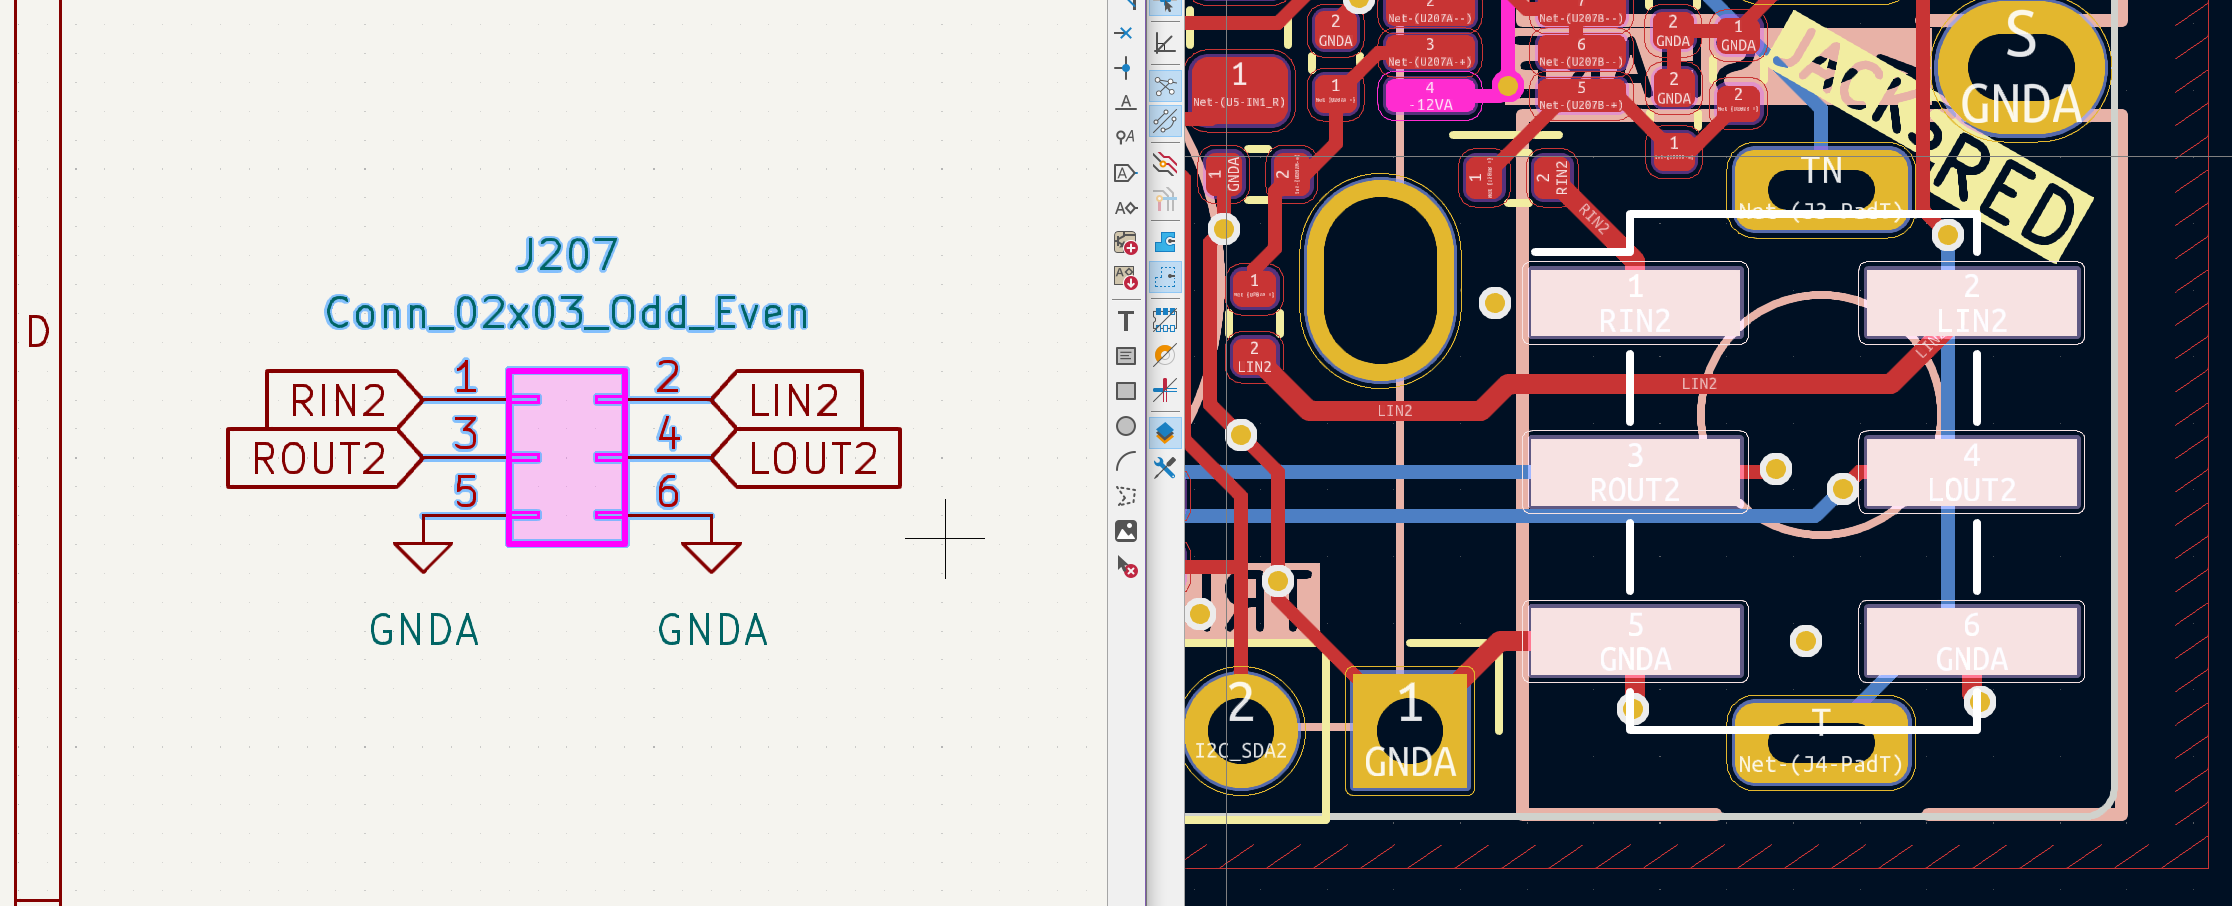 D
J207
Conn_02x03_Odd_Even
1
2
RIN2
LIN2
3
4
ROUT2
LOUT2
5
6
GNDA
GNDA
A
A
A
A
T
2
GNDA
2
Net-(U207A--)
3
Net-(U207A-+)
4
-12VA
7
Net-(U207B--)
6
Net-(U207B--)
5
Net-(U207B-+)
2
GNDA
1
GNDA
2
GNDA
2
1
1
Net-(U5-IN1_R)
1
1
GNDA
2
1
2
RIN2
RIN2
S
GNDA
TN
Net-(J3-PadT)
1
2
LIN2
1
RIN2
2
LIN2
LIN2
LIN2
3
ROUT2
4
LOUT2
5
GNDA
6
GNDA
2
I2C_SDA2
1
GNDA
T
Net-(J4-PadT)